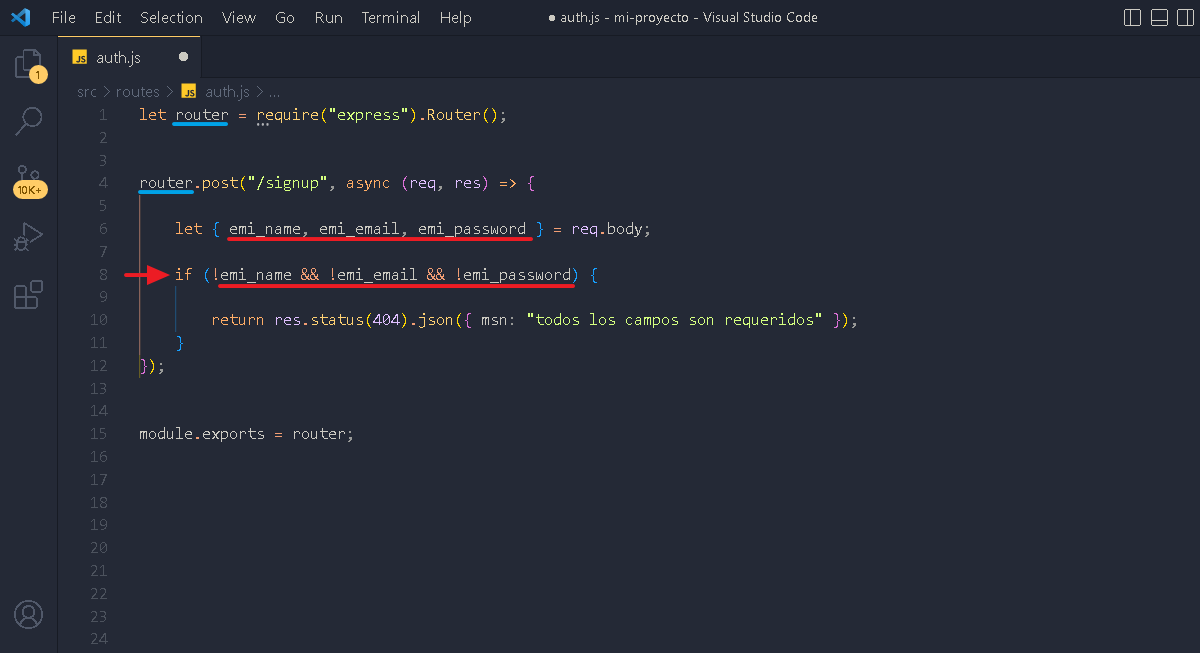 File Edit Selection View Go Run Terminal Help ● auth.js - mi-proyecto - Visual Studio Code
JS auth.js ●
1
src > routes > JS auth.js > ...
1 let router = require("express").Router();
2
3
4 router.post("/signup", async (req, res) => {
10K+
5
6 let { emi_name, emi_email, emi_password } = req.body;
7
8 if (!emi_name && !emi_email && !emi_password) {
9
10 return res.status(404).json({ msn: "todos los campos son requeridos" });
11 }
12 });
13
14
15 module.exports = router;
16
17
18
19
20
21
22
23
24